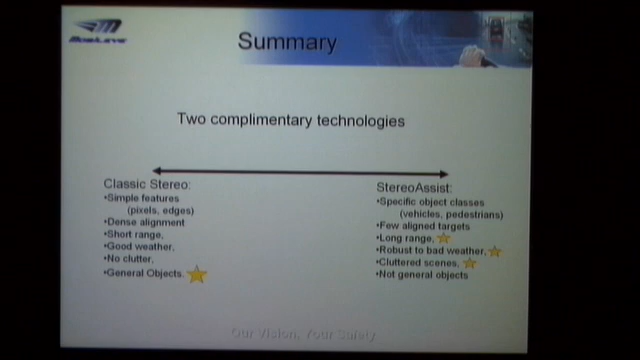 MOBILEYE
Summary
Two complimentary technologies
Classic Stereo:
•Simple features
(pixels, edges)
•Dense alignment
•Short range,
•Good weather,
•No clutter,
•General Objects.
StereoAssist:
•Specific object classes
(vehicles, pedestrians)
•Few aligned targets
•Long range,
•Robust to bad weather,
•Cluttered scenes,
•Not general objects
Our Vision, Your Safety